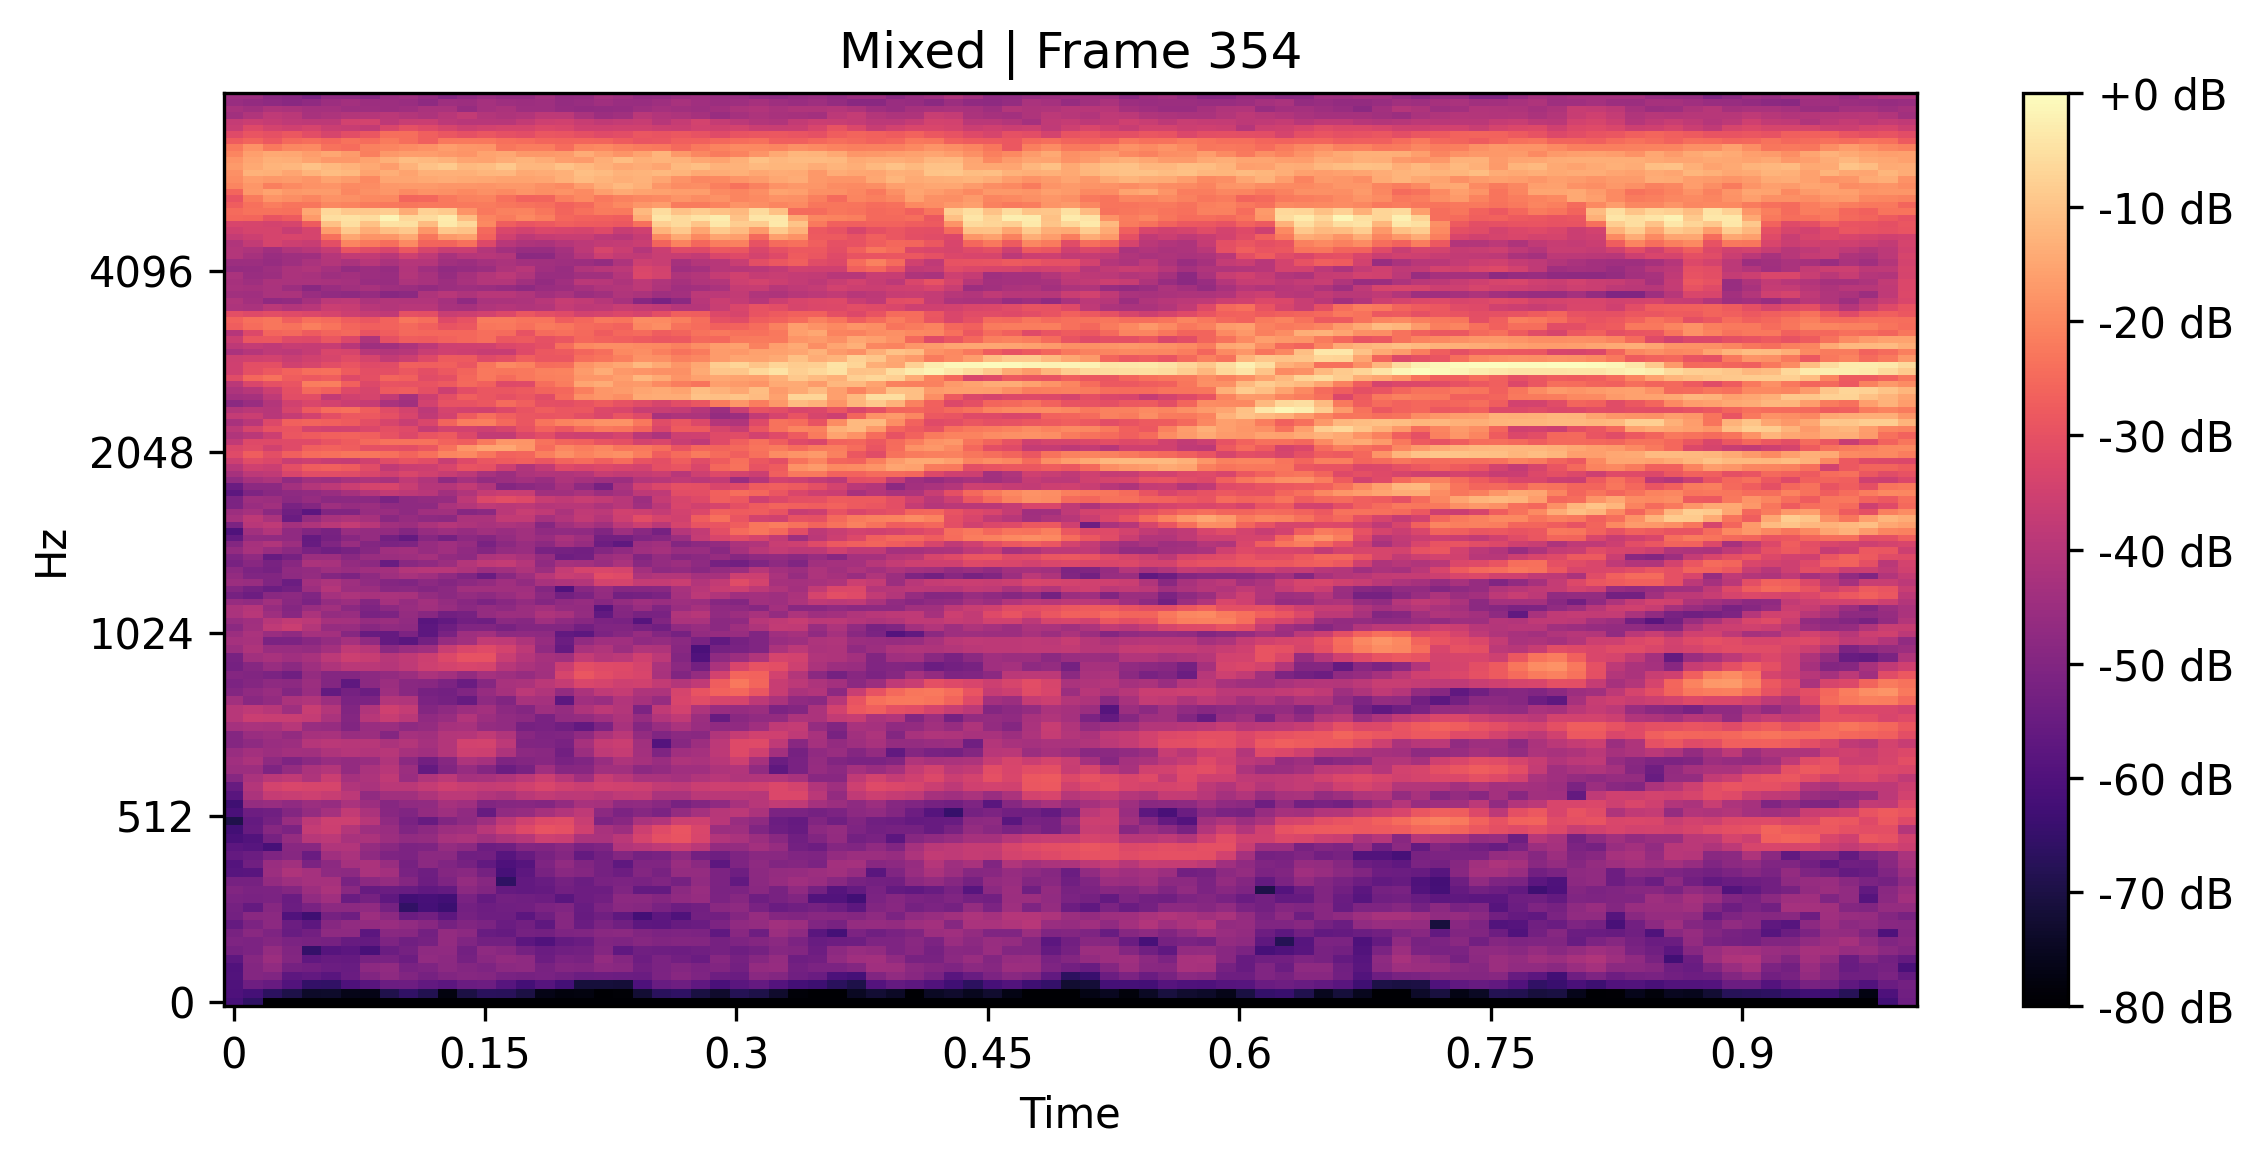 Mixed | Frame 354
+0 dB
-10 dB
-20 dB
-30 dB
-40 dB
-50 dB
-60 dB
-70 dB
-80 dB
Hz
4096
2048
1024
512
0
0 0.15 0.3 0.45 0.6 0.75 0.9
Time